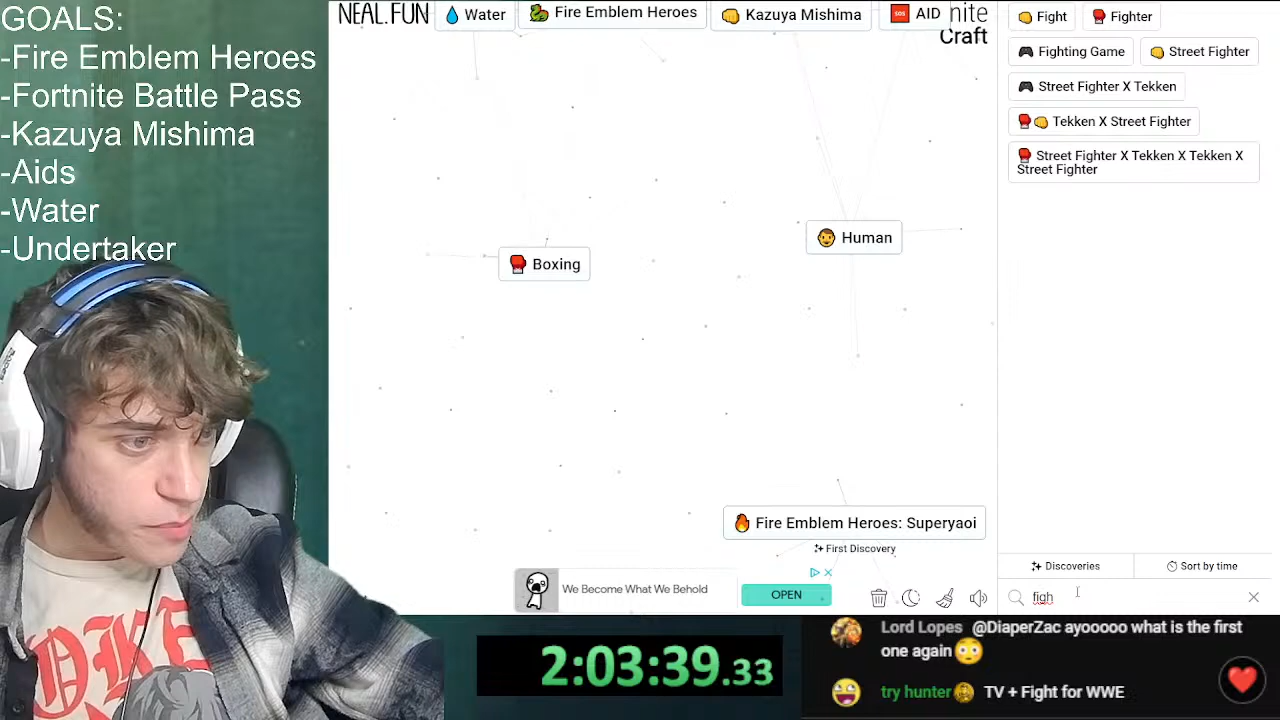 GOALS:
-Fire Emblem Heroes
-Fortnite Battle Pass
-Kazuya Mishima
-Aids
-Water
-Undertaker
NEAL.FUN
💧 Water
🐉 Fire Emblem Heroes
👊 Kazuya Mishima
🆘 AID
nite
Craft
🥊 Boxing
👨 Human
🔥 Fire Emblem Heroes: Superyaoi
✨ First Discovery
We Become What We Behold
OPEN
👊 Fight
🥊 Fighter
🎮 Fighting Game
👊 Street Fighter
🎮 Street Fighter X Tekken
🥊👊 Tekken X Street Fighter
🥊 Street Fighter X Tekken X Tekken X
Street Fighter
✨ Discoveries
Sort by time
figh
2:03:39.33
Lord Lopes @DiaperZac ayooooo what is the first
one again😳
try hunter TV + Fight for WWE